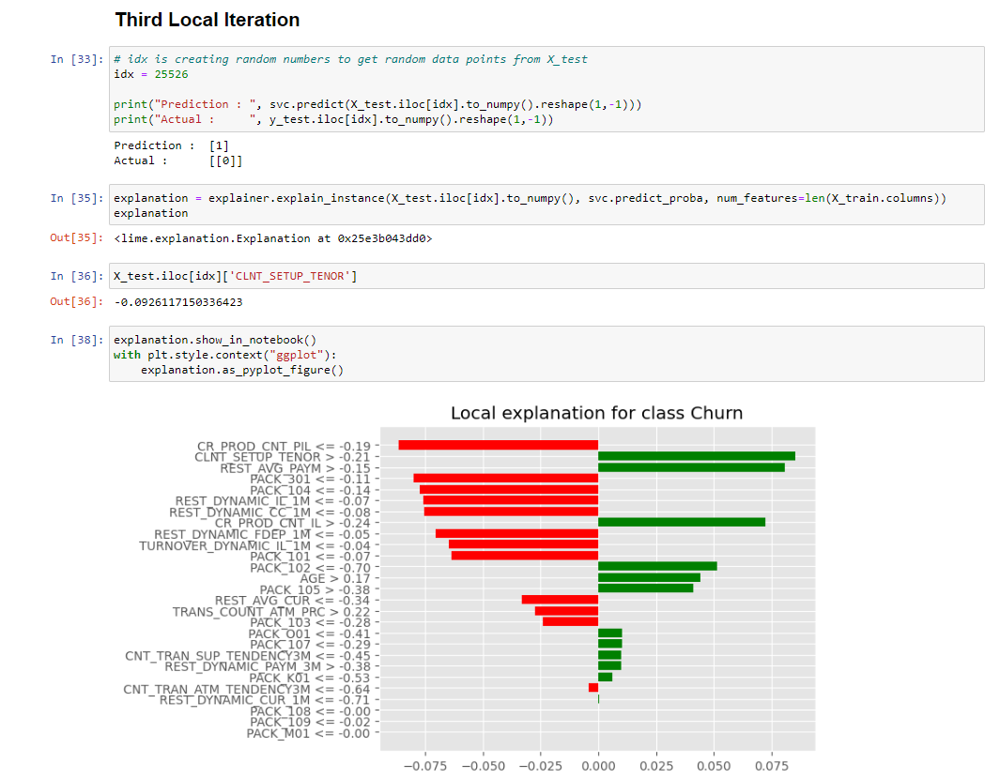 Third Local Iteration
In [33]: # idx is creating random numbers to get random data points from X_test
idx = 25526
print("Prediction : ", svc.predict(X_test.iloc[idx].to_numpy().reshape(1,-1)))
print("Actual :     ", y_test.iloc[idx].to_numpy().reshape(1,-1))
Prediction :  [1]
Actual :      [[0]]
In [35]: explanation = explainer.explain_instance(X_test.iloc[idx].to_numpy(), svc.predict_proba, num_features=len(X_train.columns))
explanation
Out[35]: <lime.explanation.Explanation at 0x25e3b043dd0>
In [36]: X_test.iloc[idx]['CLNT_SETUP_TENOR']
Out[36]: -0.0926117150336423
In [38]: explanation.show_in_notebook()
with plt.style.context("ggplot"):
    explanation.as_pyplot_figure()
Local explanation for class Churn
CR_PROD_CNT_PIL <= -0.19
CLNT_SETUP_TENOR > -0.21
REST_AVG_PAYM > -0.15
PACK_301 <= -0.11
PACK_104 <= -0.14
REST_DYNAMIC_IL_1M <= -0.07
REST_DYNAMIC_CC_1M <= -0.08
CR_PROD_CNT_IL > -0.24
REST_DYNAMIC_FDEP_1M <= -0.05
TURNOVER_DYNAMIC_IL_1M <= -0.04
PACK_101 <= -0.07
PACK_102 <= -0.70
AGE > 0.17
PACK_105 > -0.38
REST_AVG_CUR <= -0.34
TRANS_COUNT_ATM_PRC > 0.22
PACK_103 <= -0.28
PACK_O01 <= -0.41
PACK_107 <= -0.29
CNT_TRAN_SUP_TENDENCY3M <= -0.45
REST_DYNAMIC_PAYM_3M > -0.38
PACK_K01 <= -0.53
CNT_TRAN_ATM_TENDENCY3M <= -0.64
REST_DYNAMIC_CUR_1M <= -0.71
PACK_108 <= -0.00
PACK_109 <= -0.02
PACK_M01 <= -0.00
−0.075 −0.050 −0.025 0.000 0.025 0.050 0.075